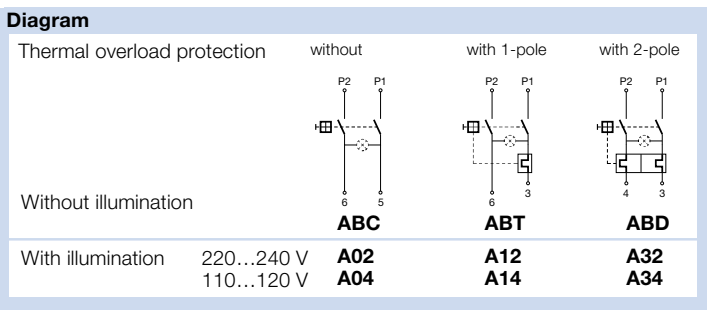 Diagram
Thermal overload protection without with 1-pole with 2-pole
P2 P1 P2 P1 P2 P1
6 5 6 3 4 3
Without illumination
ABC ABT ABD
With illumination 220...240 V A02 A12 A32
110...120 V A04 A14 A34